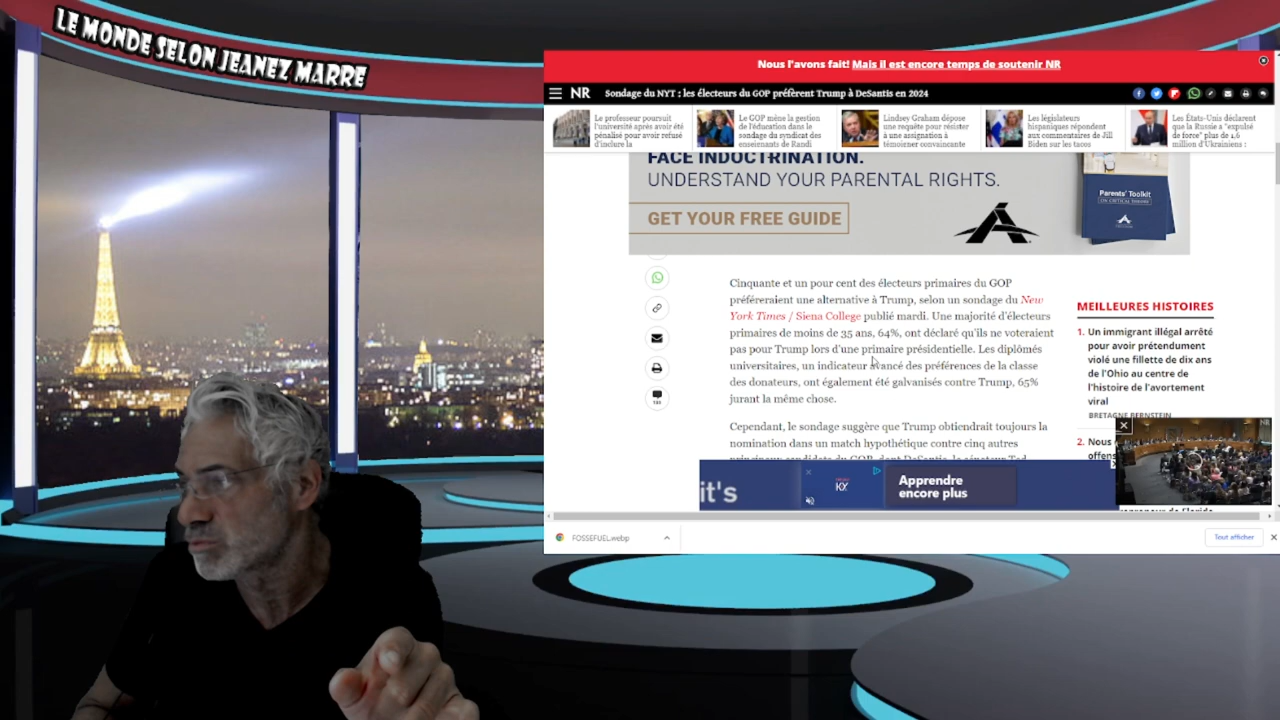 LE MONDE SELON JEANEZ MARRE
Nous l'avons fait! Mais il est encore temps de soutenir NR
NR
Sondage du NYT : les électeurs du GOP préfèrent Trump à DeSantis en 2024
Le professeur poursuit
l'université après avoir été
pénalisé pour avoir refusé
d'inclure la
Le GOP mène la gestion
de l'éducation dans le
sondage du syndicat des
enseignants de Randi
Lindsey Graham dépose
une requête pour résister
à une assignation à
témoigner convaincante
Les législateurs
hispaniques répondent
aux commentaires de Jill
Biden sur les tacos
Les États-Unis déclarent
que la Russie a "expulsé
de force" plus de 1,6
million d'Ukrainiens :
FACE INDOCTRINATION.
UNDERSTAND YOUR PARENTAL RIGHTS.
GET YOUR FREE GUIDE
Parents' Toolkit
Cinquante et un pour cent des électeurs primaires du GOP
préféreraient une alternative à Trump, selon un sondage du New
York Times / Siena College publié mardi. Une majorité d'électeurs
primaires de moins de 35 ans, 64%, ont déclaré qu'ils ne voteraient
pas pour Trump lors d'une primaire présidentielle. Les diplômés
universitaires, un indicateur avancé des préférences de la classe
des donateurs, ont également été galvanisés contre Trump, 65%
jurant la même chose.
Cependant, le sondage suggère que Trump obtiendrait toujours la
nomination dans un match hypothétique contre cinq autres
MEILLEURES HISTOIRES
1. Un immigrant illégal arrêté
pour avoir prétendument
violé une fillette de dix ans
de l'Ohio au centre de
l'histoire de l'avortement
viral
BRETAGNE BERNSTEIN
2. Nous
NR
it's
KY
Apprendre
encore plus
FOSSEFUEL.webp
Tout afficher